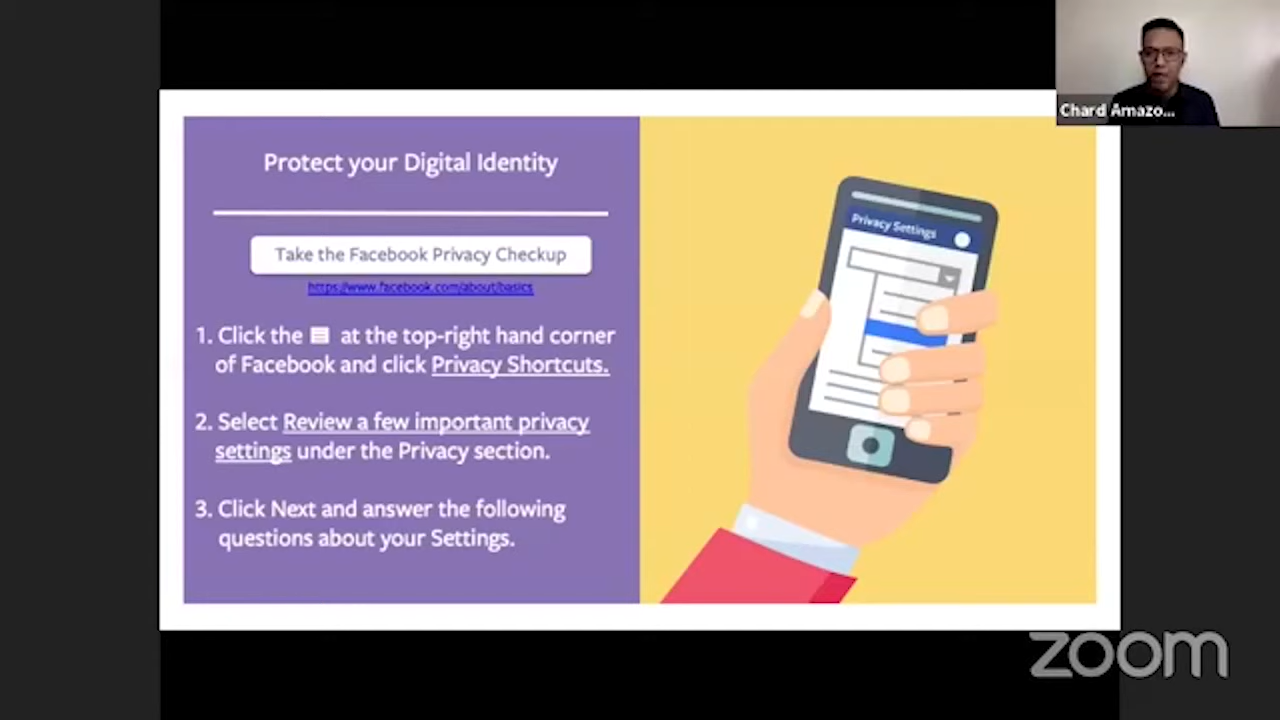 Chard Amazo...
Protect your Digital Identity
Take the Facebook Privacy Checkup
https://www.facebook.com/about/basics
1. Click the at the top-right hand corner
of Facebook and click Privacy Shortcuts.
2. Select Review a few important privacy
settings under the Privacy section.
3. Click Next and answer the following
questions about your Settings.
Privacy Settings
zoom